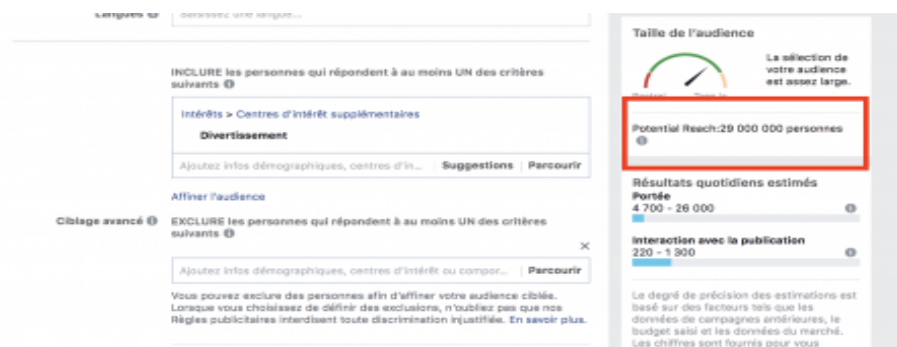 Langues
Saisissez une langue...
INCLURE les personnes qui répondent à au moins UN des critères
suivants
Intérêts > Centres d'intérêt supplémentaires
Divertissement
Ajoutez infos démographiques, centres d'in... | Suggestions | Parcourir
Affiner l'audience
Ciblage avancé
EXCLURE les personnes qui répondent à au moins UN des critères
suivants
Ajoutez infos démographiques, centres d'intérêt ou compor... | Parcourir
Vous pouvez exclure des personnes afin d'affiner votre audience ciblée.
Lorsque vous choisissez de définir des exclusions, n'oubliez pas que nos
Règles publicitaires interdisent toute discrimination injustifiée. En savoir plus.
Taille de l'audience
La sélection de
votre audience
est assez large.
Potential Reach:29 000 000 personnes
Résultats quotidiens estimés
Portée
4 700 - 26 000
Interaction avec la publication
220 - 1 300
Le degré de précision des estimations est
basé sur des facteurs tels que les
données de campagnes antérieures, le
budget saisi et les données du marché.
Les chiffres sont fournis pour vous